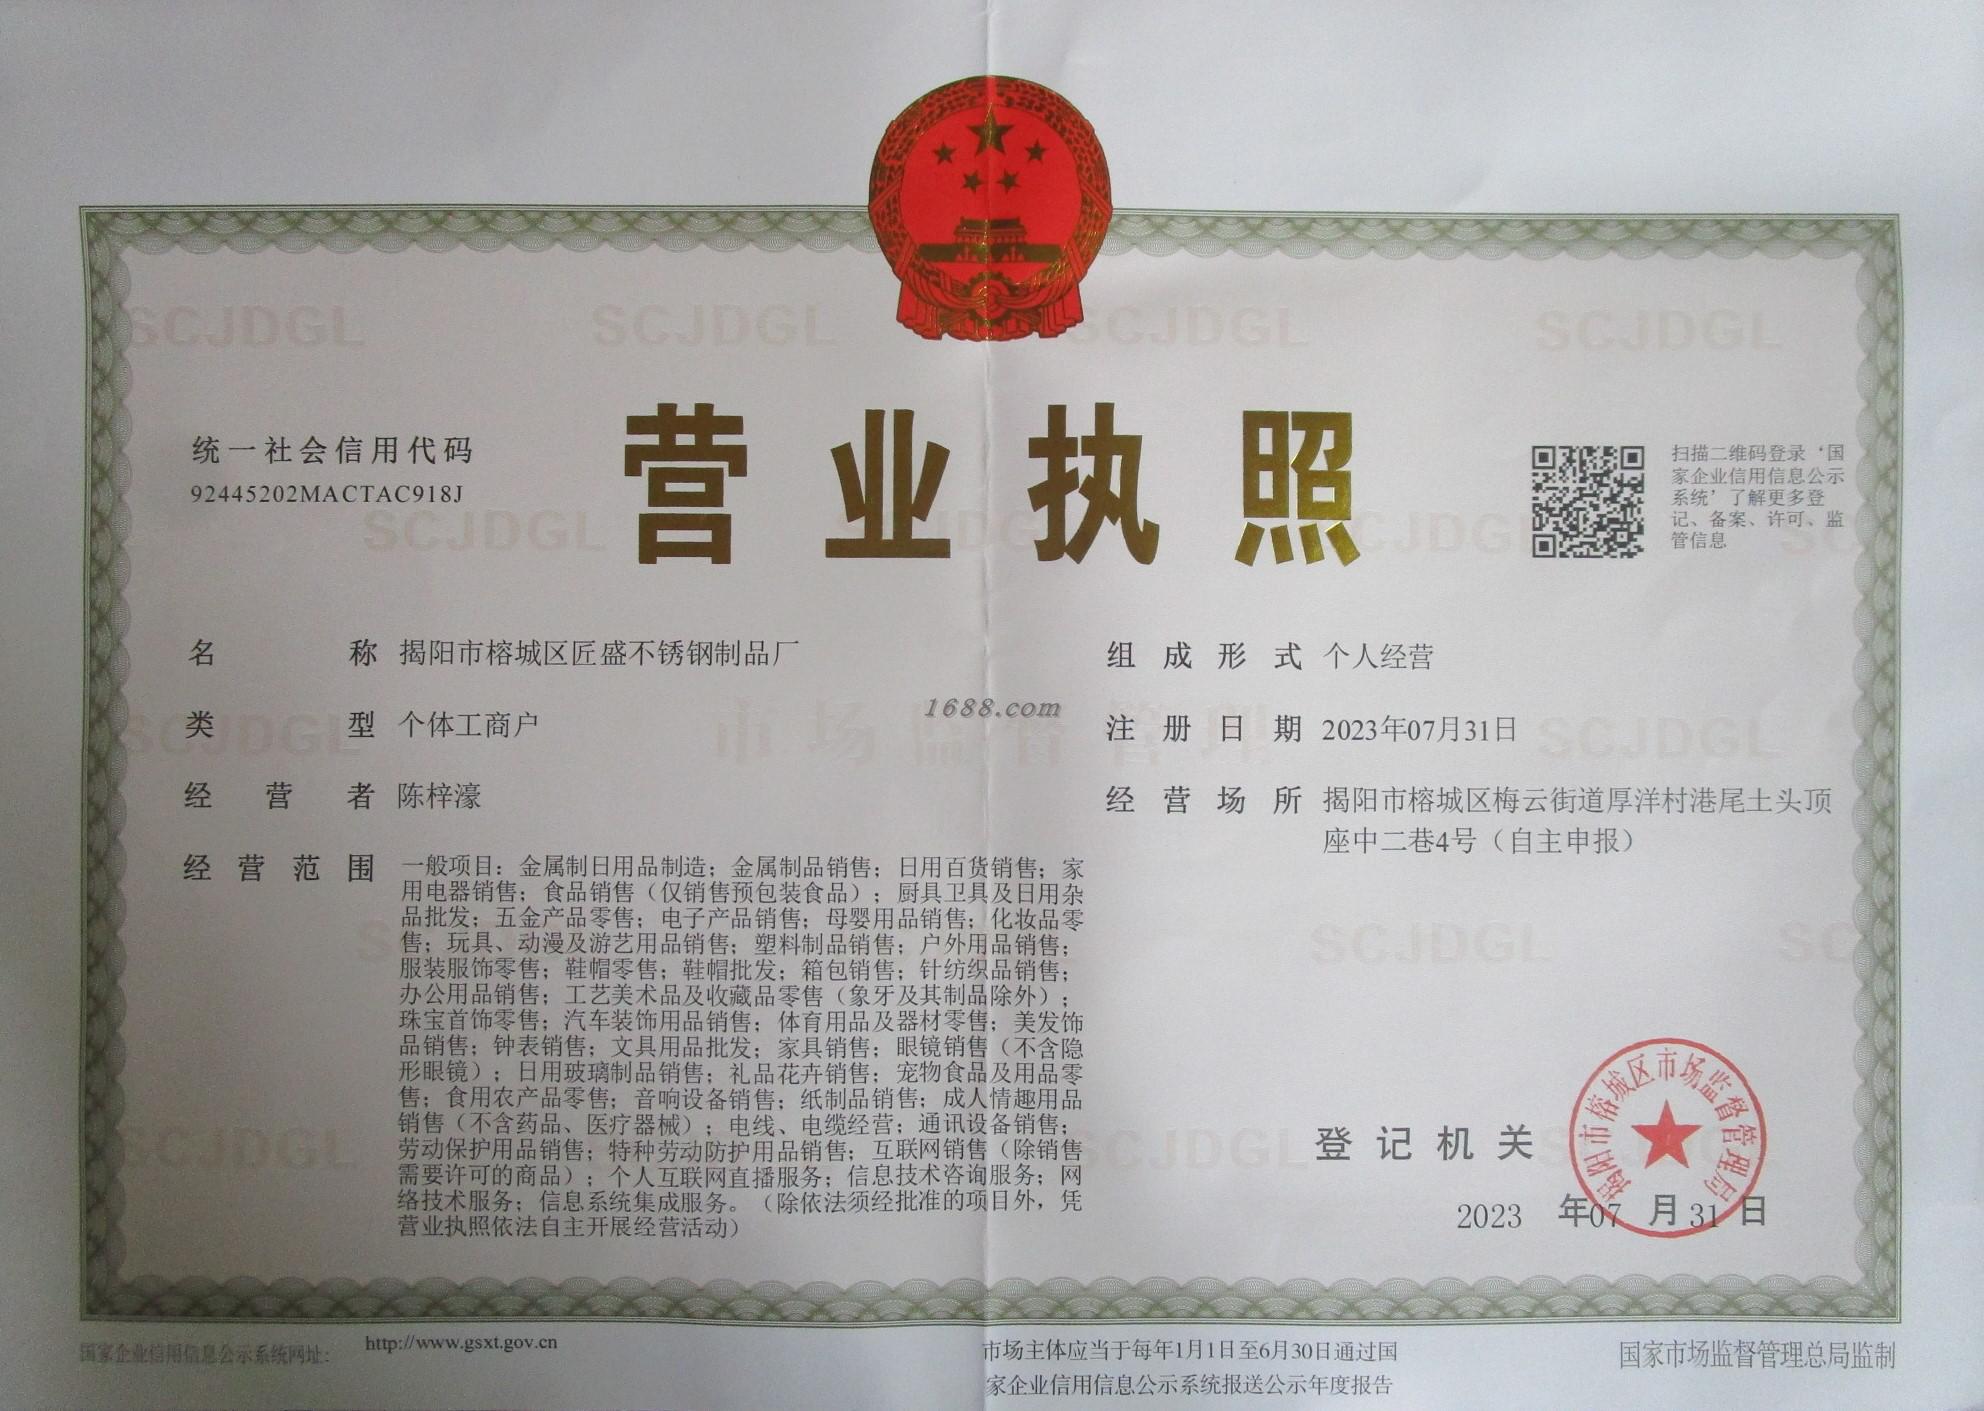 营业执照
统一社会信用代码
92445202MACTAC918J
扫描二维码登录‘国
家企业信用信息公示
系统’了解更多登
记、备案、许可、监
管信息
名称 揭阳市榕城区匠盛不锈钢制品厂
类型 个体工商户
经营者 陈梓濠
经营范围 一般项目：金属制日用品制造；金属制品销售；日用百货销售；家
用电器销售；食品销售（仅销售预包装食品）；厨具卫具及日用杂
品批发；五金产品零售；电子产品销售；母婴用品销售；化妆品零
售；玩具、动漫及游艺用品销售；塑料制品销售；户外用品销售；
服装服饰零售；鞋帽零售；鞋帽批发；箱包销售；针纺织品销售；
办公用品销售；工艺美术品及收藏品零售（象牙及其制品除外）；
珠宝首饰零售；汽车装饰用品销售；体育用品及器材零售；美发饰
品销售；钟表销售；文具用品批发；家具销售；眼镜销售（不含隐
形眼镜）；日用玻璃制品销售；礼品花卉销售；宠物食品及用品零
售；食用农产品零售；音响设备销售；纸制品销售；成人情趣用品
销售（不含药品、医疗器械）；电线、电缆经营；通讯设备销售；
劳动保护用品销售；特种劳动防护用品销售；互联网销售（除销售
需要许可的商品）；个人互联网直播服务；信息技术咨询服务；网
络技术服务；信息系统集成服务。（除依法须经批准的项目外，凭
营业执照依法自主开展经营活动）
组成形式 个人经营
注册日期 2023年07月31日
经营场所 揭阳市榕城区梅云街道厚洋村港尾土头顶
座中二巷4号（自主申报）
1688.com
市场监督管理
SCJDGL
登记机关
揭阳市榕城区市场监督管理局
2023 年07 月31 日
国家企业信用信息公示系统网址：
http://www.gsxt.gov.cn
市场主体应当于每年1月1日至6月30日通过国
家企业信用信息公示系统报送公示年度报告
国家市场监督管理总局监制